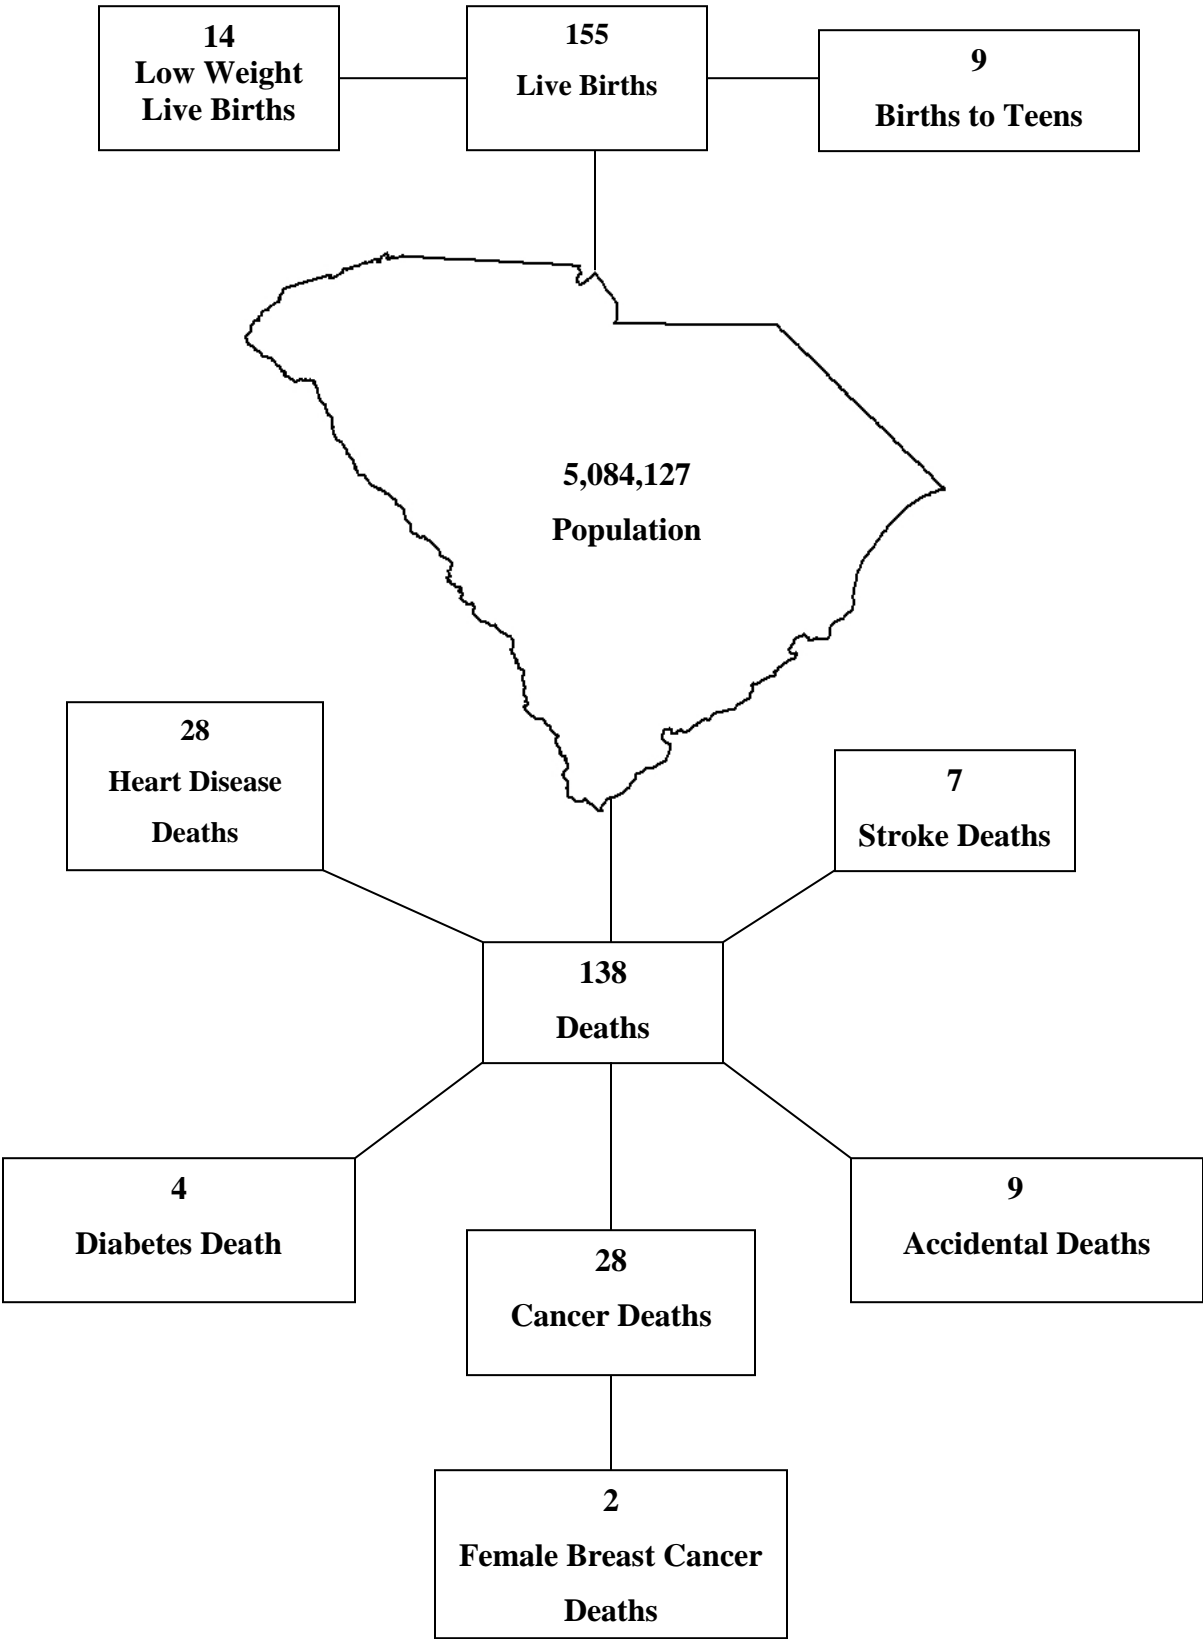 14
Low Weight
Live Births
155
Live Births
9
Births to Teens
5,084,127
Population
28
Heart Disease
Deaths
7
Stroke Deaths
138
Deaths
4
Diabetes Death
28
Cancer Deaths
9
Accidental Deaths
2
Female Breast Cancer
Deaths